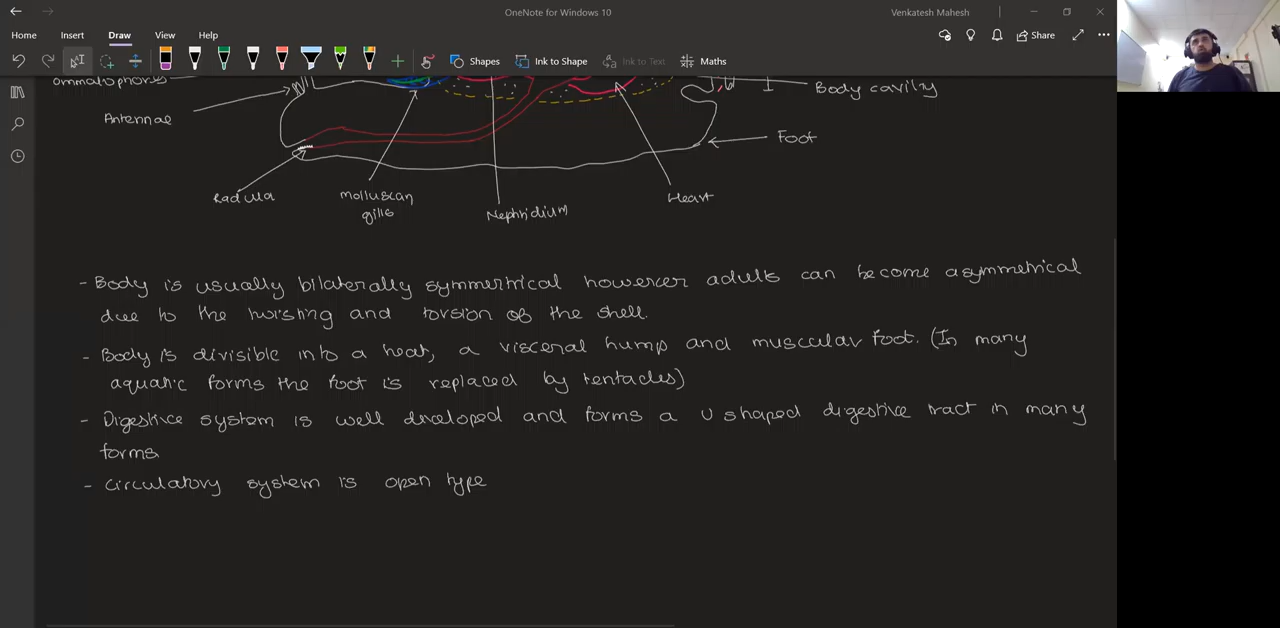 OneNote for Windows 10
Venkatesh Mahesh
Home Insert Draw View Help
Share
Shapes Ink to Shape Ink to Text Maths
ommatophores
Body cavity
Antennae
Foot
Radula
Molluscan
gills
Nephridium
Heart
- Body is usually bilaterally symmetrical however adults can become asymmetrical
due to the twisting and torsion of the shell.
- Body is divisible into a heat, a visceral hump and muscular foot. (In many
aquatic forms the foot is replaced by tentacles)
- Digestive system is well developed and forms a U shaped digestive tract in many
forms
- Circulatory system is open type